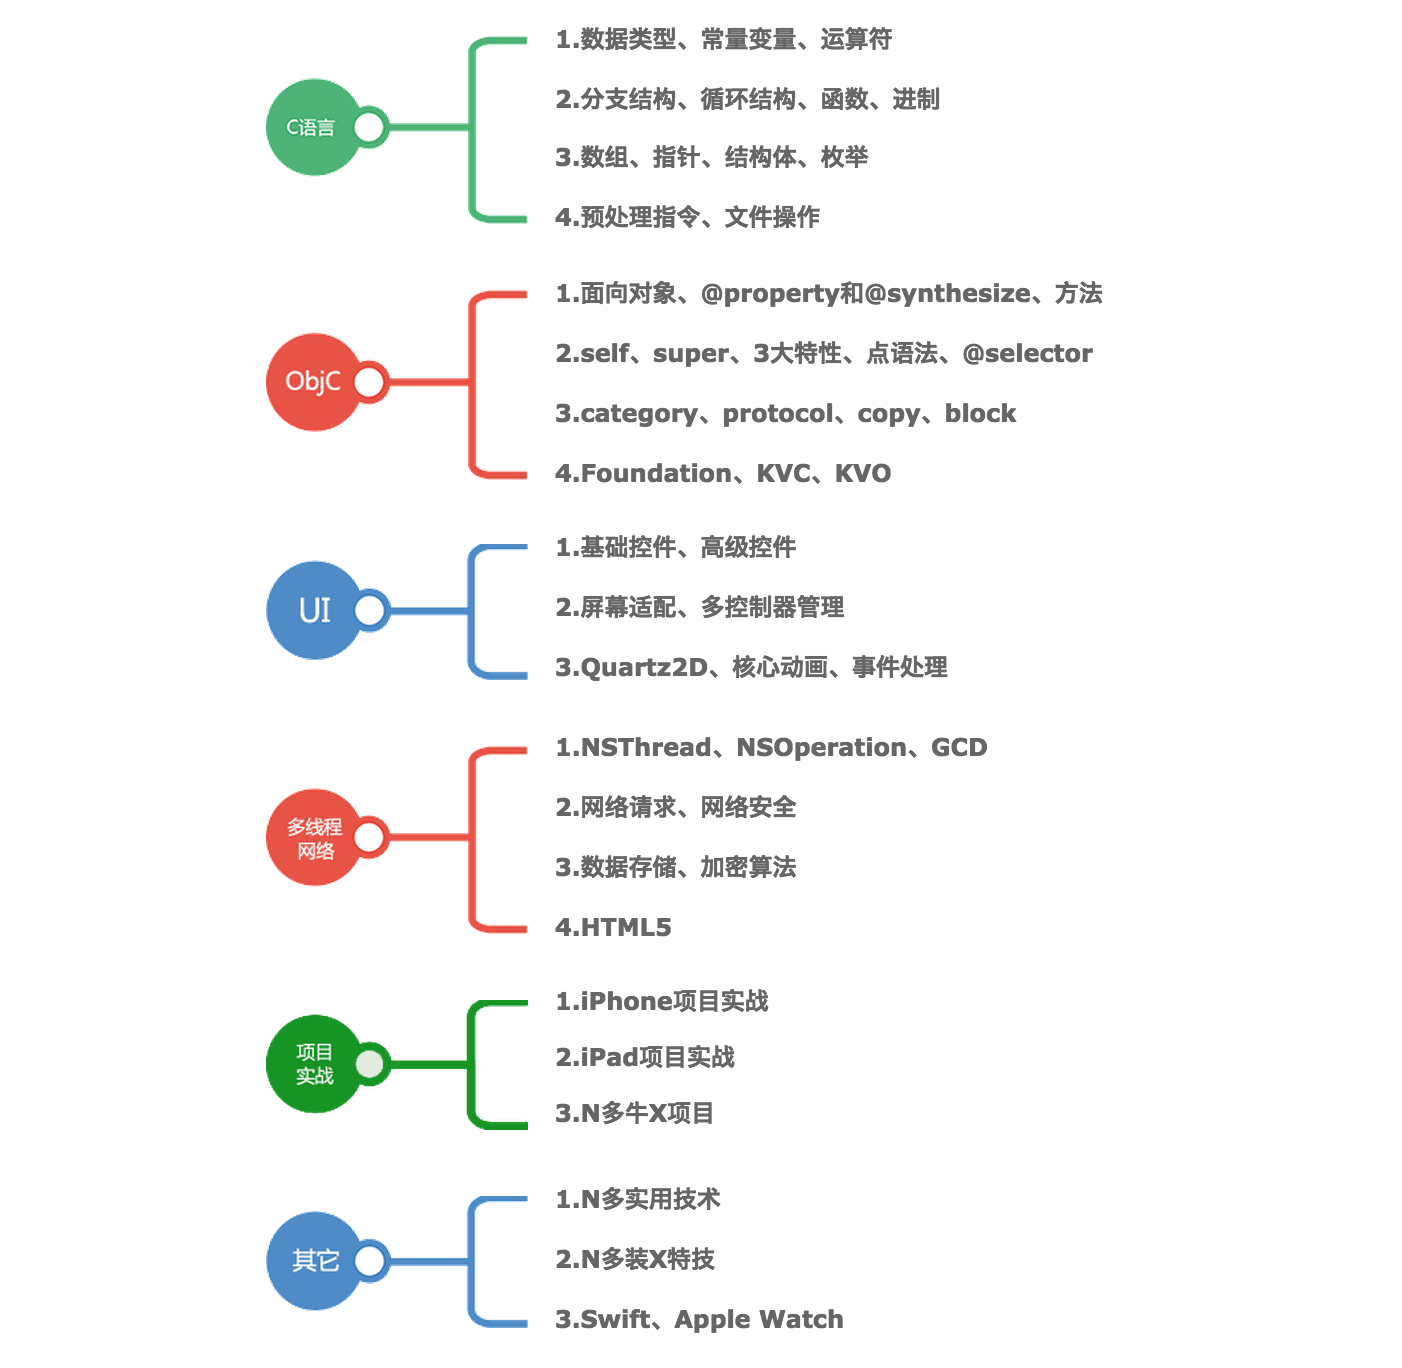 C语言
1.数据类型、常量变量、运算符
2.分支结构、循环结构、函数、进制
3.数组、指针、结构体、枚举
4.预处理指令、文件操作
ObjC
1.面向对象、@property和@synthesize、方法
2.self、super、3大特性、点语法、@selector
3.category、protocol、copy、block
4.Foundation、KVC、KVO
UI
1.基础控件、高级控件
2.屏幕适配、多控制器管理
3.Quartz2D、核心动画、事件处理
多线程
网络
1.NSThread、NSOperation、GCD
2.网络请求、网络安全
3.数据存储、加密算法
4.HTML5
项目
实战
1.iPhone项目实战
2.iPad项目实战
3.N多牛X项目
其它
1.N多实用技术
2.N多装X特技
3.Swift、Apple Watch